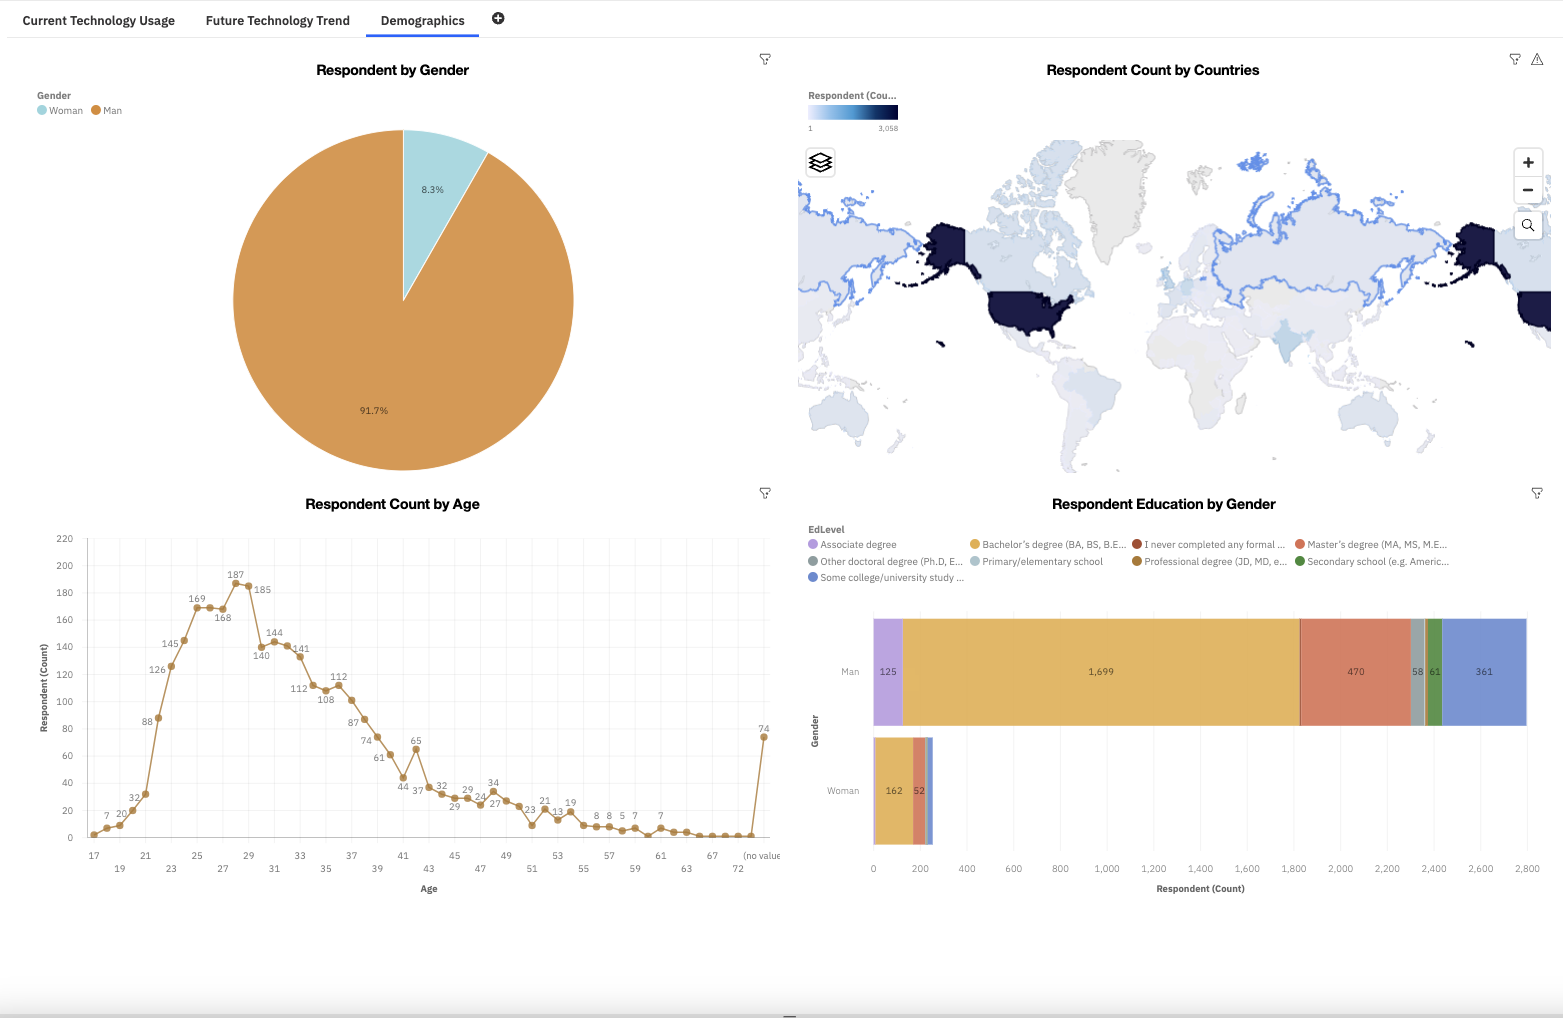 Current Technology Usage Future Technology Trend Demographics
Respondent by Gender
Gender
Woman Man
8.3%
91.7%
Respondent Count by Countries
Respondent (Cou...
1 3,058
Respondent Count by Age
Respondent (Count)
220
200
180
160
140
120
100
80
60
40
20
0
7 20 32 88 126 145 169 168 187 185 140 144 141 112 108 112 87 74 61 44 65 37 32 29 29 24 34 27 23 21 13 19 8 8 5 7 7 74
17 21 25 29 33 37 41 45 49 53 57 61 67 (no value
19 23 27 31 35 39 43 47 51 55 59 63 72
Age
Respondent Education by Gender
EdLevel
Associate degree Bachelor's degree (BA, BS, B.E... I never completed any formal ... Master's degree (MA, MS, M.E...
Other doctoral degree (Ph.D, E... Primary/elementary school Professional degree (JD, MD, e... Secondary school (e.g. Americ...
Some college/university study ...
Gender
Man 125 1,699 470 58 61 361
Woman 162 52
0 200 400 600 800 1,000 1,200 1,400 1,600 1,800 2,000 2,200 2,400 2,600 2,800
Respondent (Count)